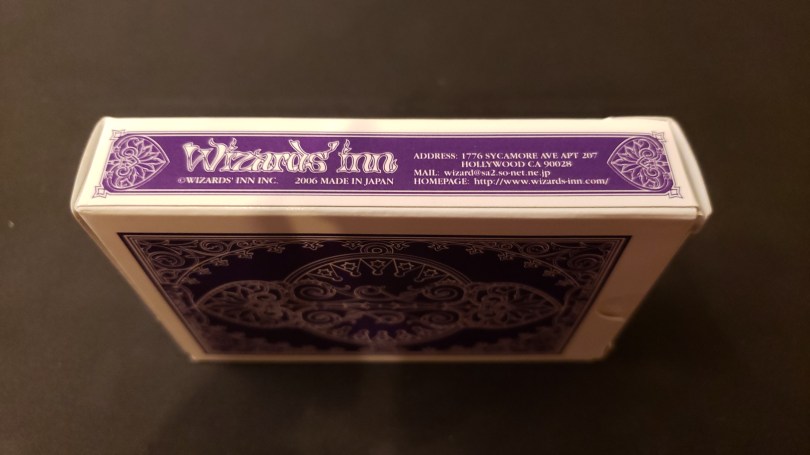 Wizards' inn
©WIZARDS' INN INC. 2006 MADE IN JAPAN
ADDRESS: 1776 SYCAMORE AVE APT 207
HOLLYWOOD CA 90028
MAIL: wizard@sa2.so-net.ne.jp
HOMEPAGE: http://www.wizards-inn.com/